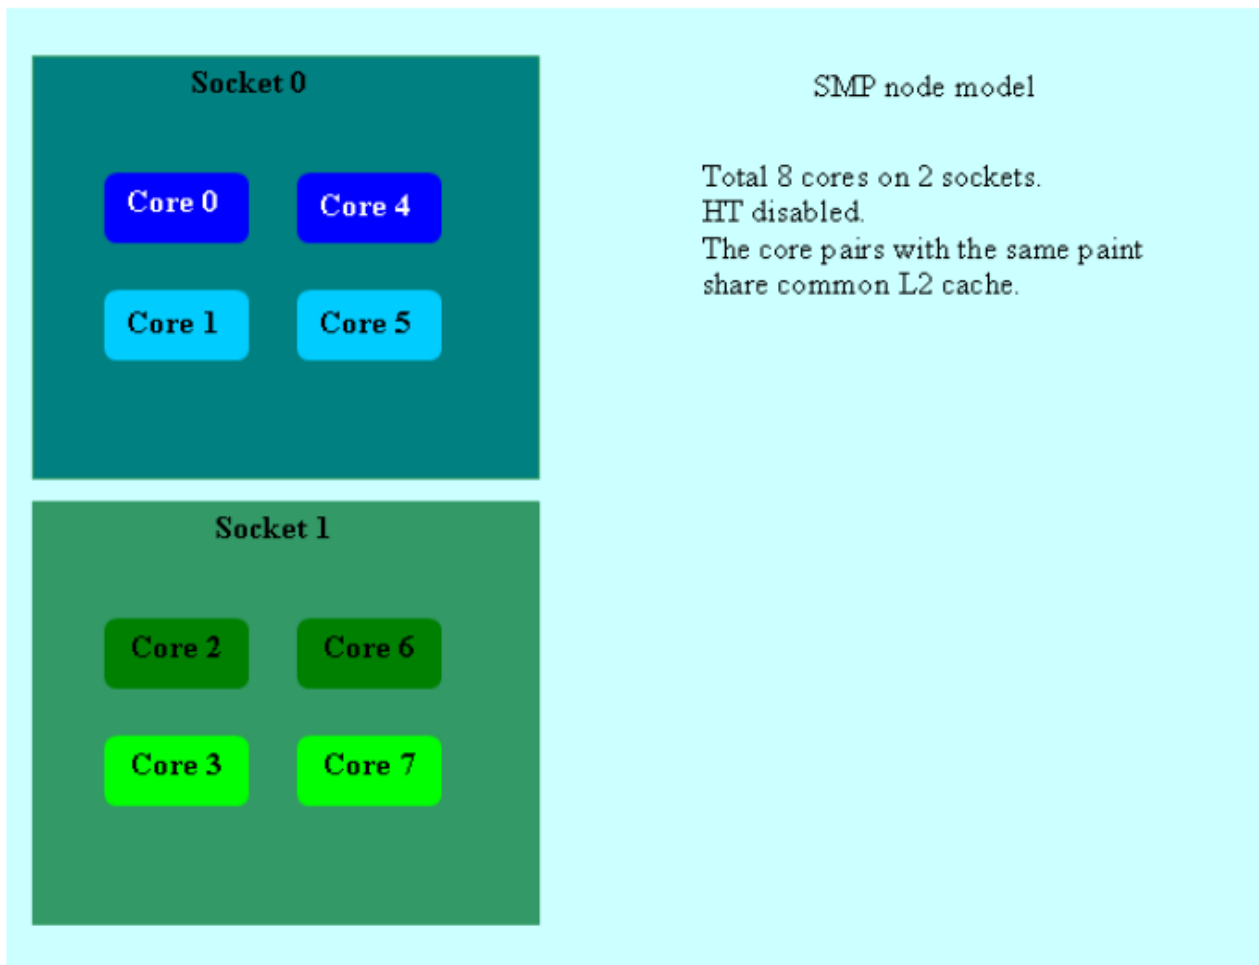 Socket 0
Core 0
Core 4
Core 1
Core 5
Socket 1
Core 2
Core 6
Core 3
Core 7
SMP node model
Total 8 cores on 2 sockets.
HT disabled.
The core pairs with the same paint
share common L2 cache.